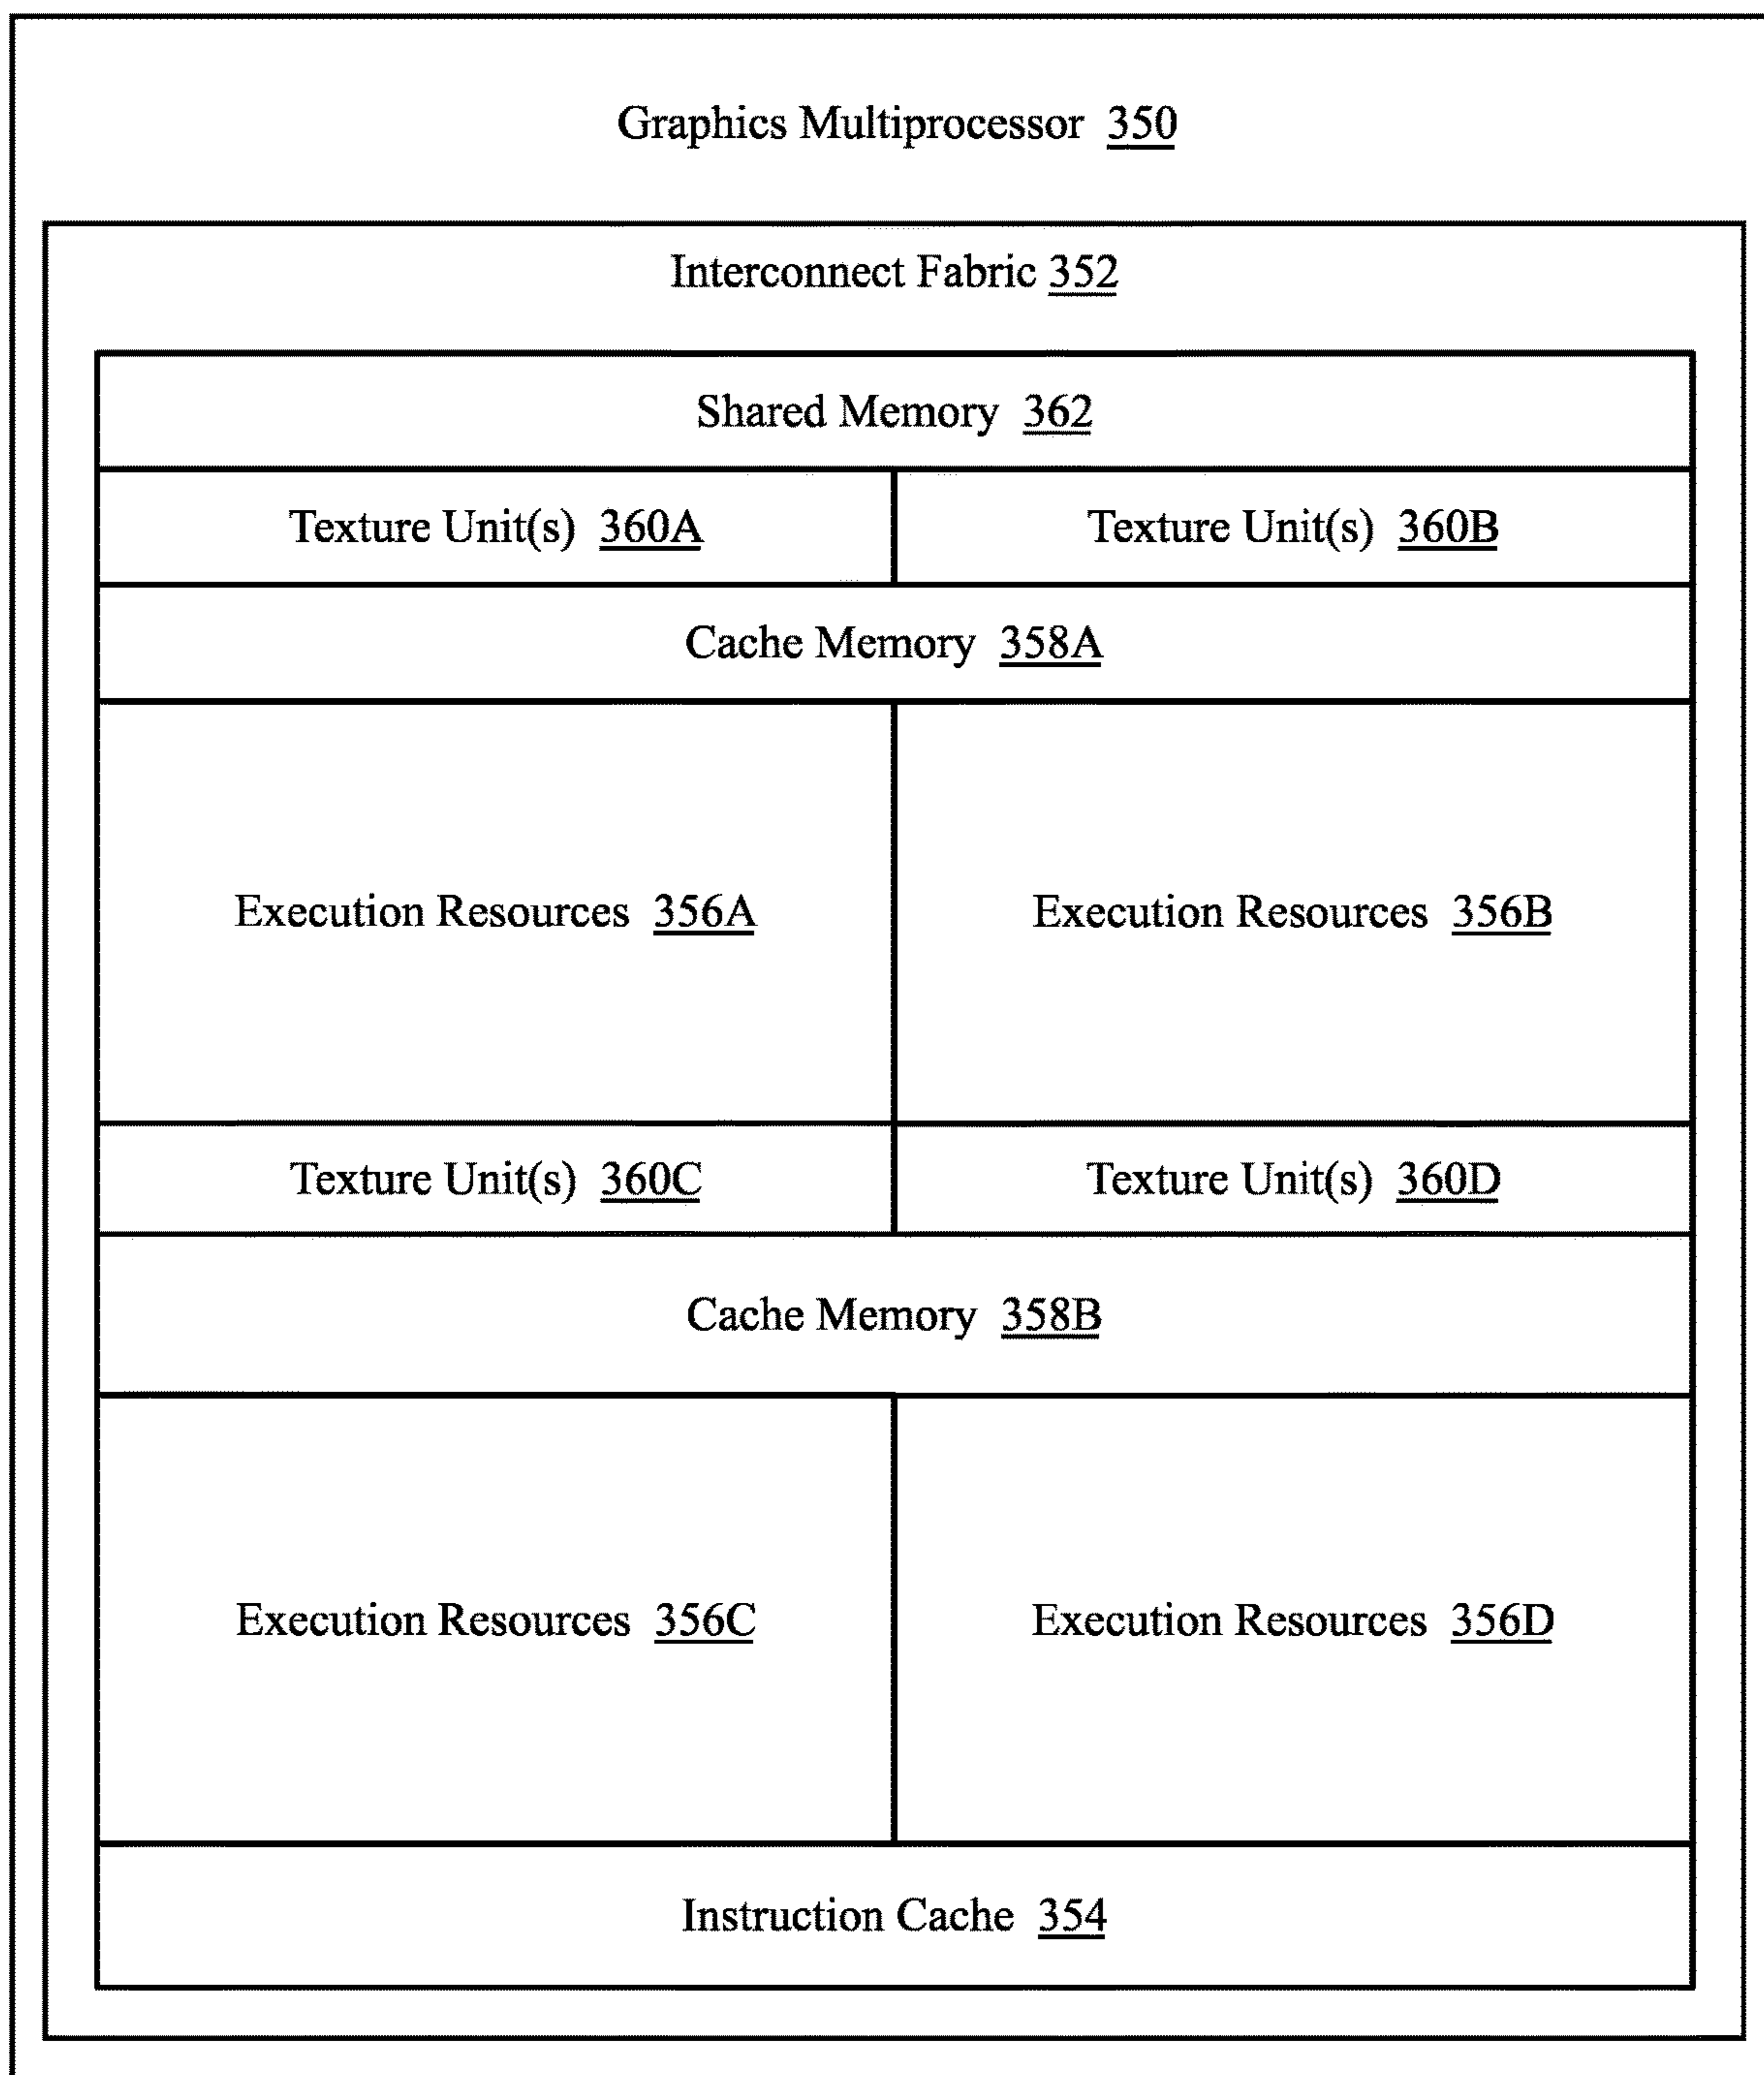 Graphics Multiprocessor 350
Interconnect Fabric 352
Shared Memory 362
Texture Unit(s) 360A
Texture Unit(s) 360B
Cache Memory 358A
Execution Resources 356A
Execution Resources 356B
Texture Unit(s) 360C
Texture Unit(s) 360D
Cache Memory 358B
Execution Resources 356C
Execution Resources 356D
Instruction Cache 354